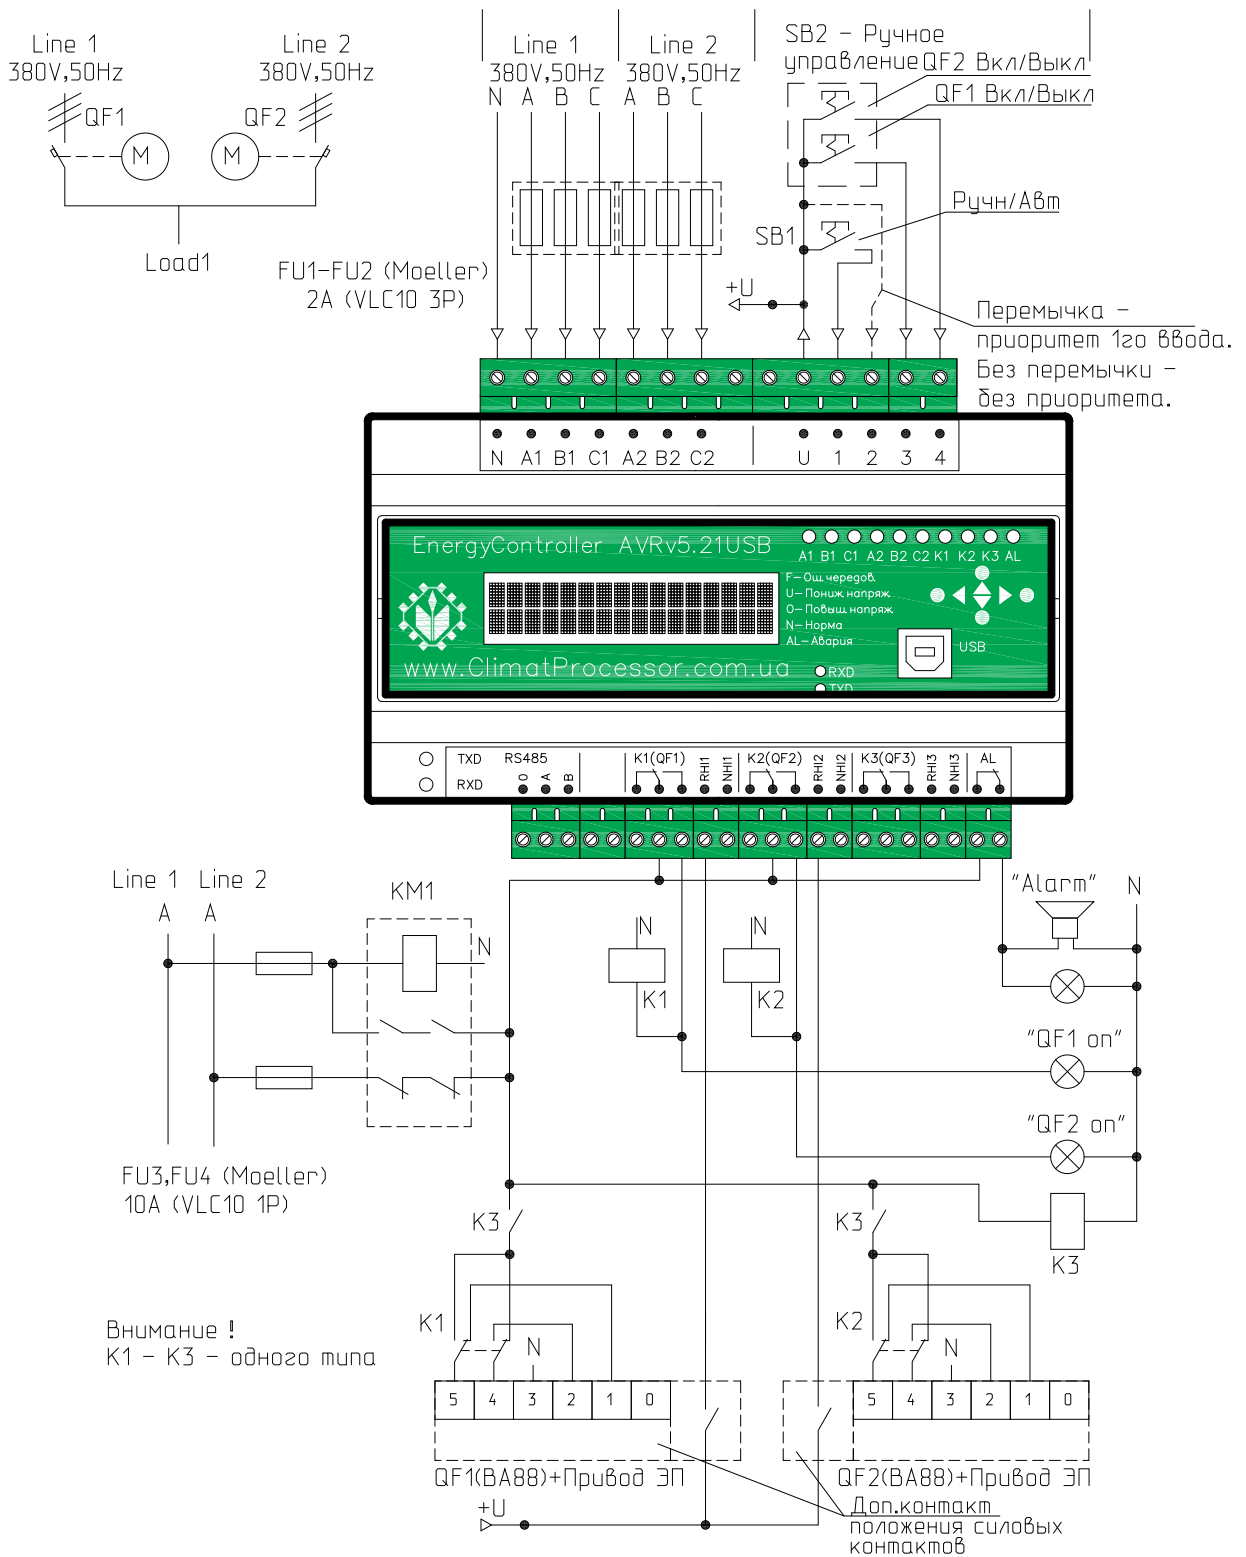 Line 1
380V,50Hz
QF1
M
Line 2
380V,50Hz
QF2
M
Load1
Line 1
380V,50Hz
N A B C
Line 2
380V,50Hz
A B C
FU1-FU2 (Moeller)
2A (VLC10 3P)
SB2 - Ручное
управление
QF2 Вкл/Выкл
QF1 Вкл/Выкл
Ручн/Авт
SB1
+U
Перемычка -
приоритет 1го ввода.
Без перемычки -
без приоритета.
N A1 B1 C1 A2 B2 C2 U 1 2 3 4
EnergyController AVRv5.21USB
A1 B1 C1 A2 B2 C2 K1 K2 K3 AL
F-Ош.чередов.
U-Пониж.напряж.
O-Повыш.напряж.
N-Норма
AL-Авария
USB
www.ClimatProcessor.com.ua
RXD
TXD
TXD RS485 K1(QF1) RHI1 NHI1 K2(QF2) RHI2 NHI2 K3(QF3) RHI3 NHI3 AL
RXD 0 A B
Line 1 Line 2
A A
KM1
N
N
K1
N
K2
"Alarm"
N
"QF1 on"
"QF2 on"
K3
FU3,FU4 (Moeller)
10A (VLC10 1P)
K3
K3
K1
K2
N
N
Внимание !
K1 - K3 - одного типа
5 4 3 2 1 0
5 4 3 2 1 0
QF1(BA88)+Привод ЭП
QF2(BA88)+Привод ЭП
+U
Доп.контакт
положения силовых
контактов